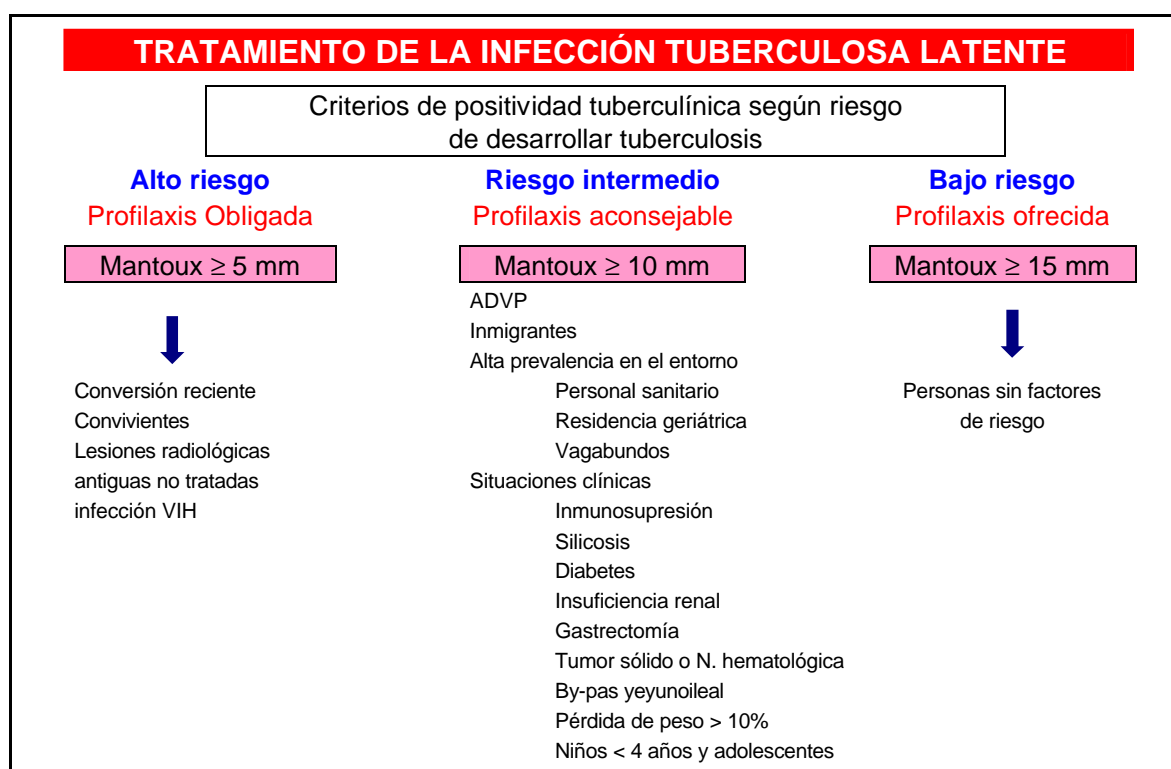 TRATAMIENTO DE LA INFECCIÓN TUBERCULOSA LATENTE
Criterios de positividad tuberculínica según riesgo
de desarrollar tuberculosis
Alto riesgo
Profilaxis Obligada
Mantoux ≥ 5 mm
Conversión reciente
Convivientes
Lesiones radiológicas
antiguas no tratadas
infección VIH
Riesgo intermedio
Profilaxis aconsejable
Mantoux ≥ 10 mm
ADVP
Inmigrantes
Alta prevalencia en el entorno
Personal sanitario
Residencia geriátrica
Vagabundos
Situaciones clínicas
Inmunosupresión
Silicosis
Diabetes
Insuficiencia renal
Gastrectomía
Tumor sólido o N. hematológica
By-pas yeyunoileal
Pérdida de peso > 10%
Niños < 4 años y adolescentes
Bajo riesgo
Profilaxis ofrecida
Mantoux ≥ 15 mm
Personas sin factores
de riesgo